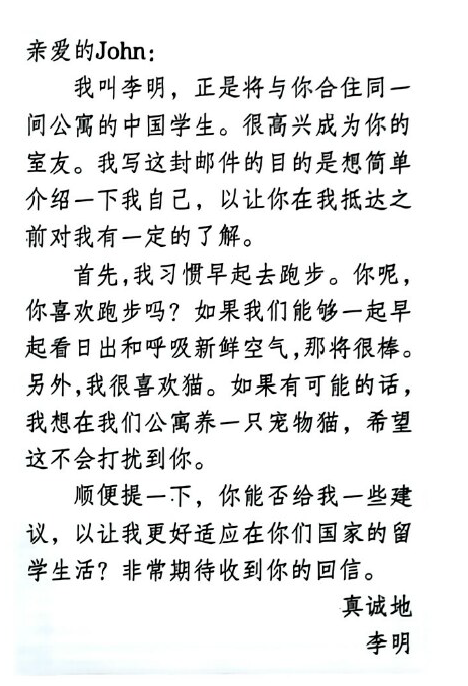 亲爱的John：
我叫李明，正是将与你合住同一
间公寓的中国学生。很高兴成为你的
室友。我写这封邮件的目的是想简单
介绍一下我自己，以让你在我抵达之
前对我有一定的了解。
首先,我习惯早起去跑步。你呢，
你喜欢跑步吗？如果我们能够一起早
起看日出和呼吸新鲜空气,那将很棒。
另外,我很喜欢猫。如果有可能的话，
我想在我们公寓养一只宠物猫，希望
这不会打扰到你。
顺便提一下，你能否给我一些建
议，以让我更好适应在你们国家的留
学生活？非常期待收到你的回信。
真诚地
李明